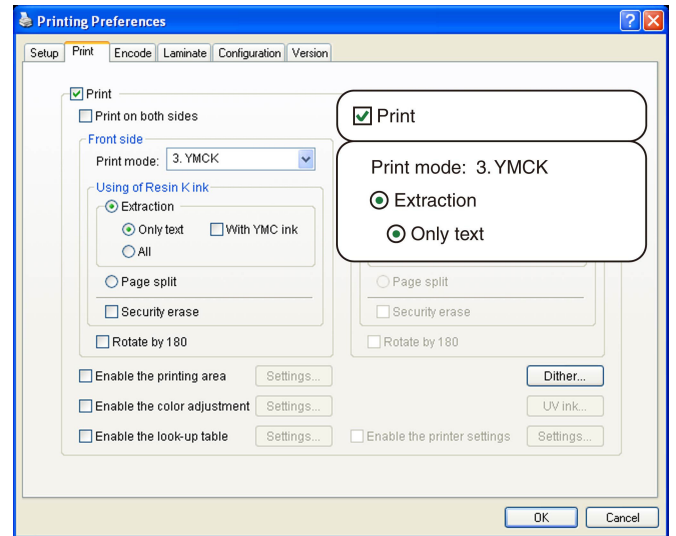 Printing Preferences
Setup Print Encode Laminate Configuration Version
Print
Print on both sides
Front side
Print mode: 3. YMCK
Using of Resin K ink
Extraction
Only text With YMC ink
All
Page split
Security erase
Rotate by 180
Print
Print mode: 3. YMCK
Extraction
Only text
Page split
Security erase
Rotate by 180
Enable the printing area Settings... Dither...
Enable the color adjustment Settings... UV ink...
Enable the look-up table Settings... Enable the printer settings Settings...
OK Cancel